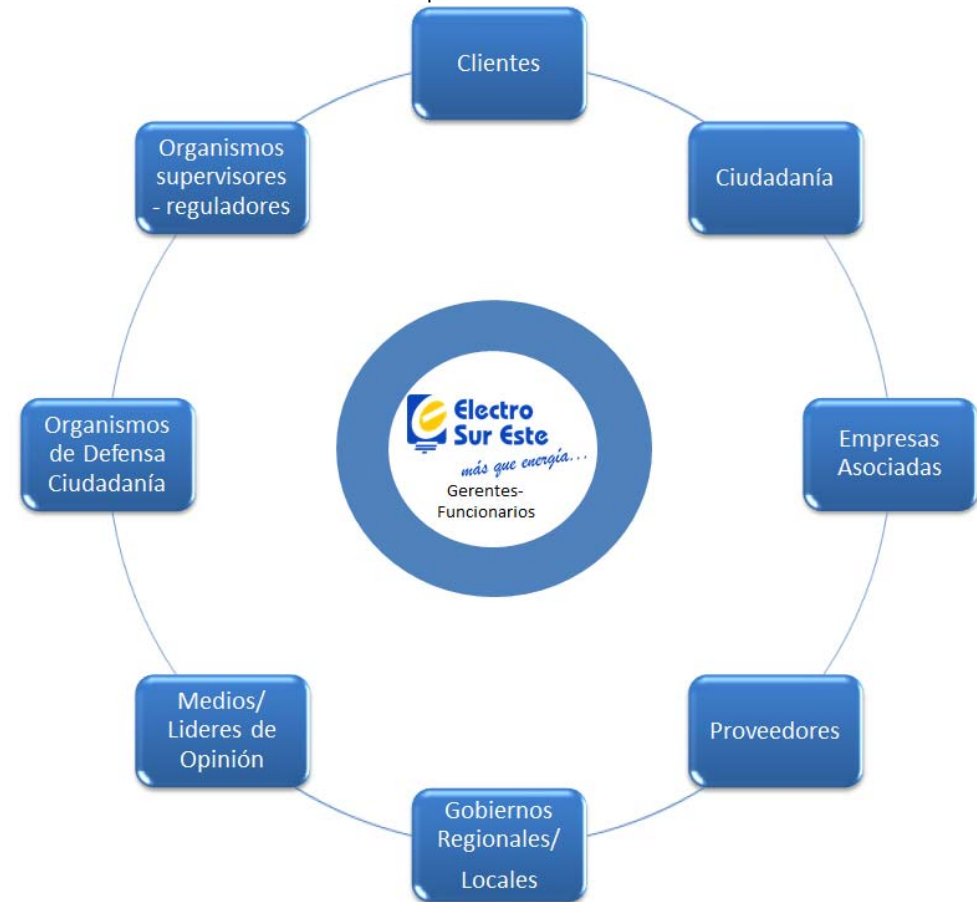 Clientes
Ciudadanía
Empresas
Asociadas
Proveedores
Gobiernos
Regionales/
Locales
Medios/
Lideres de
Opinión
Organismos
de Defensa
Ciudadanía
Organismos
supervisores
- reguladores
Electro
Sur Este
más que energía...
Gerentes-
Funcionarios